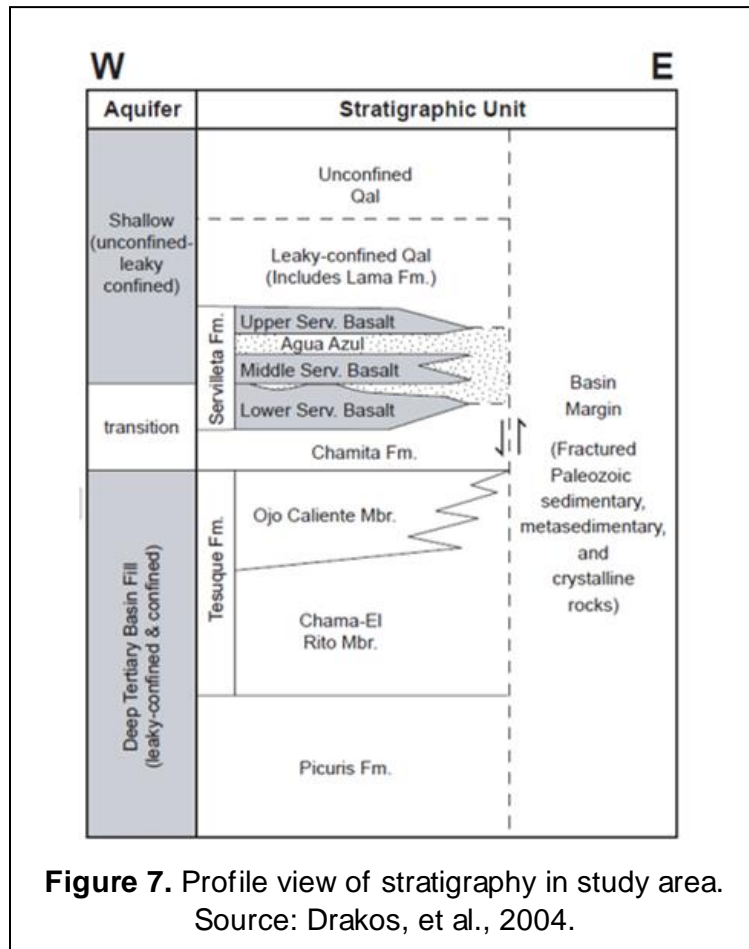 W
E
Aquifer
Stratigraphic Unit
Shallow
(unconfined-
leaky
confined)
transition
Deep Tertiary Basin Fill
(leaky-confined & confined)
Unconfined
Qal
Leaky-confined Qal
(Includes Lama Fm.)
Servilleta Fm.
Upper Serv. Basalt
Agua Azul
Middle Serv. Basalt
Lower Serv. Basalt
Chamita Fm.
Tesuque Fm.
Ojo Caliente Mbr.
Chama-El
Rito Mbr.
Picuris Fm.
Basin
Margin
(Fractured
Paleozoic
sedimentary,
metasedimentary,
and
crystalline
rocks)
Figure 7. Profile view of stratigraphy in study area.
Source: Drakos, et al., 2004.